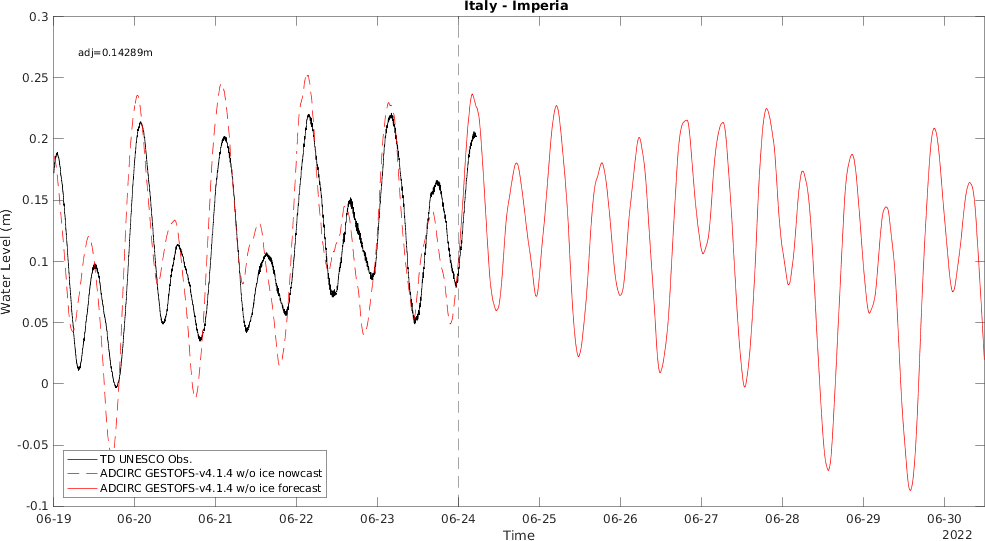 Italy - Imperia
adj=0.14289m
Water Level (m)
0.3
0.25
0.2
0.15
0.1
0.05
0
-0.05
-0.1
TD UNESCO Obs.
ADCIRC GESTOFS-v4.1.4 w/o ice nowcast
ADCIRC GESTOFS-v4.1.4 w/o ice forecast
06-19 06-20 06-21 06-22 06-23 06-24 06-25 06-26 06-27 06-28 06-29 06-30
Time
2022